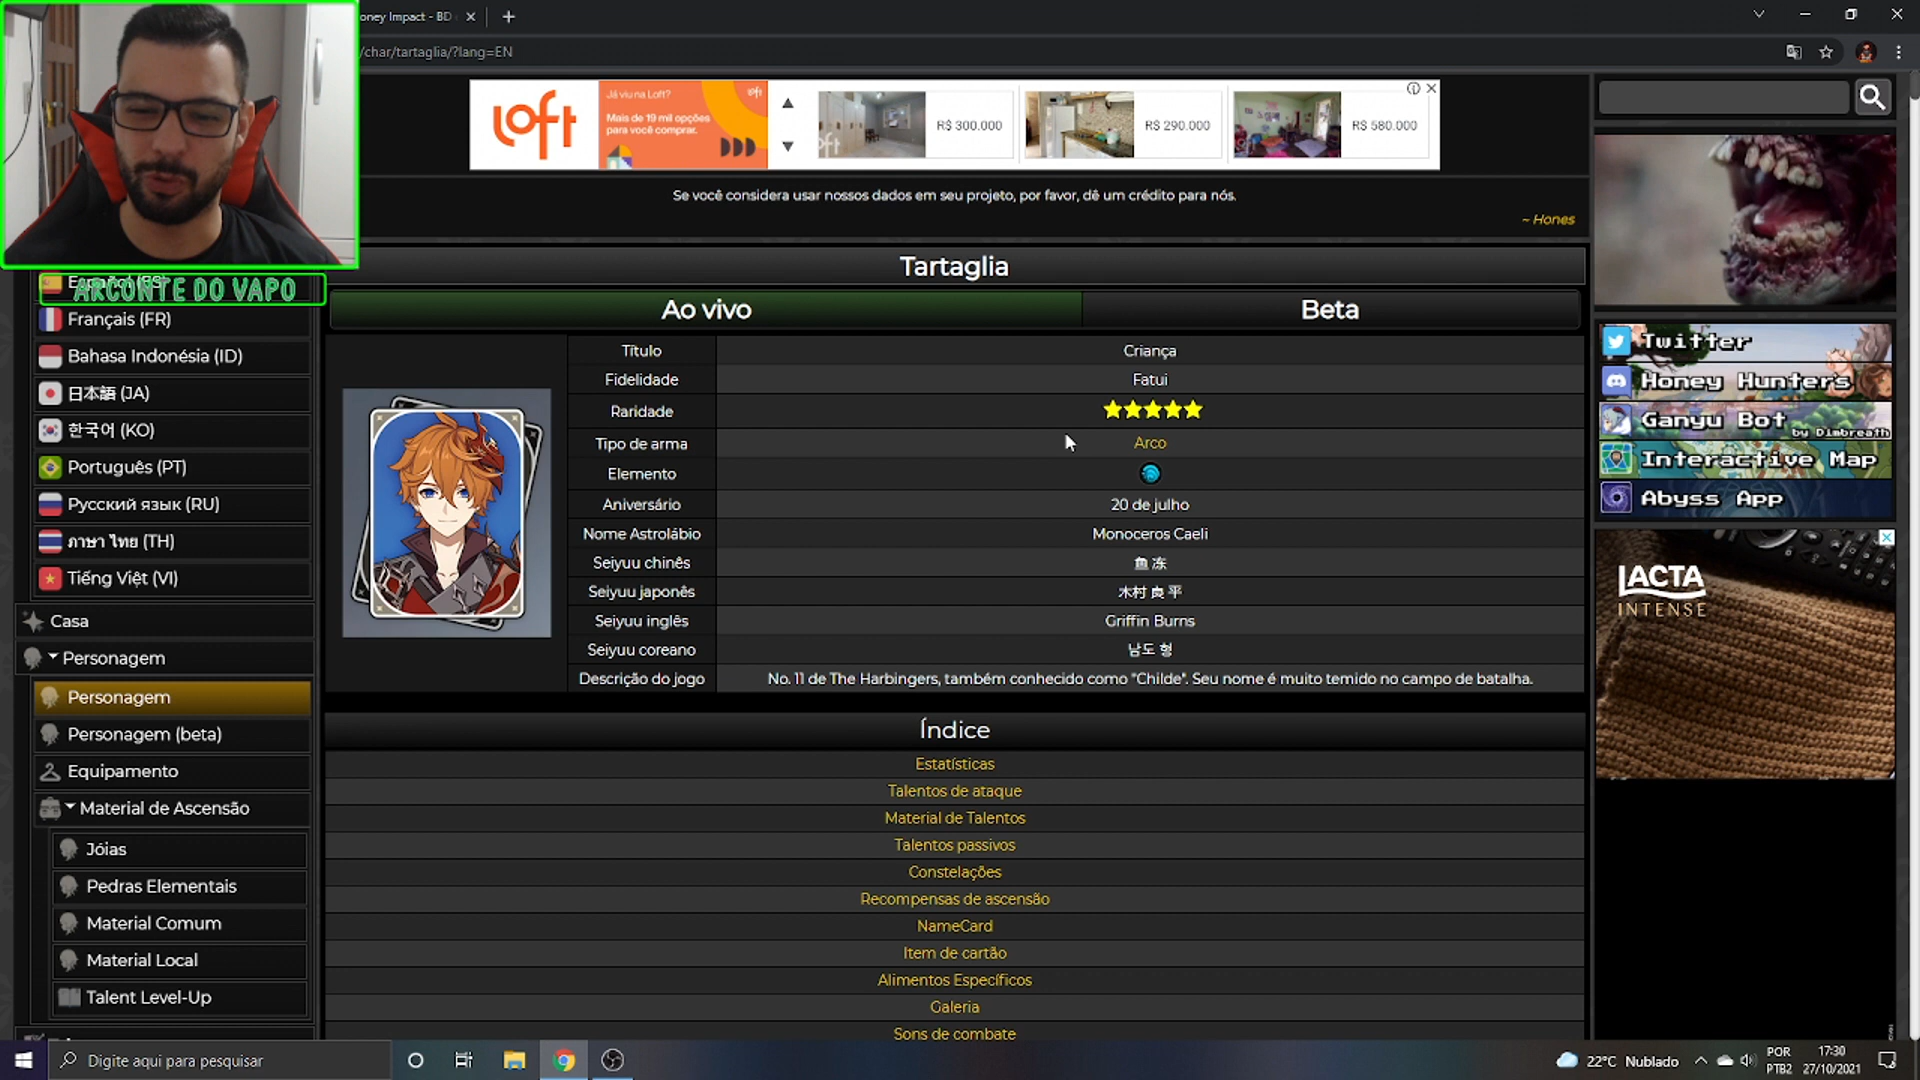 oney Impact - BD
/char/tartaglia/?lang=EN
Loft
Já viu na Loft?
Mais de 19 mil opções
para você comprar.
loft
R$ 300.000
R$ 290.000
R$ 580.000
Se você considera usar nossos dados em seu projeto, por favor, dê um crédito para nós.
~ Hones
ARCONTE DO VAPO
Français (FR)
Bahasa Indonésia (ID)
日本語 (JA)
한국어 (KO)
Português (PT)
Русский язык (RU)
ภาษา ไทย (TH)
Tiếng Việt (VI)
Casa
Personagem
Personagem
Personagem (beta)
Equipamento
Material de Ascensão
Jóias
Pedras Elementais
Material Comum
Material Local
Talent Level-Up
Tartaglia
Ao vivo
Beta
Título
Criança
Fidelidade
Fatui
Raridade
Tipo de arma
Arco
Elemento
Aniversário
20 de julho
Nome Astrolábio
Monoceros Caeli
Seiyuu chinês
鱼 冻
Seiyuu japonês
木村 良 平
Seiyuu inglês
Griffin Burns
Seiyuu coreano
남도 형
Descrição do jogo
No. 11 de The Harbingers, também conhecido como "Childe". Seu nome é muito temido no campo de batalha.
Índice
Estatísticas
Talentos de ataque
Material de Talentos
Talentos passivos
Constelações
Recompensas de ascensão
NameCard
Item de cartão
Alimentos Específicos
Galeria
Sons de combate
Twitter
Honey Hunters
Ganyu Bot
by Dimbreath
Interactive Map
Abyss App
LACTA
INTENSE
Digite aqui para pesquisar
22°C Nublado
POR
PTB2
17:30
27/10/2021